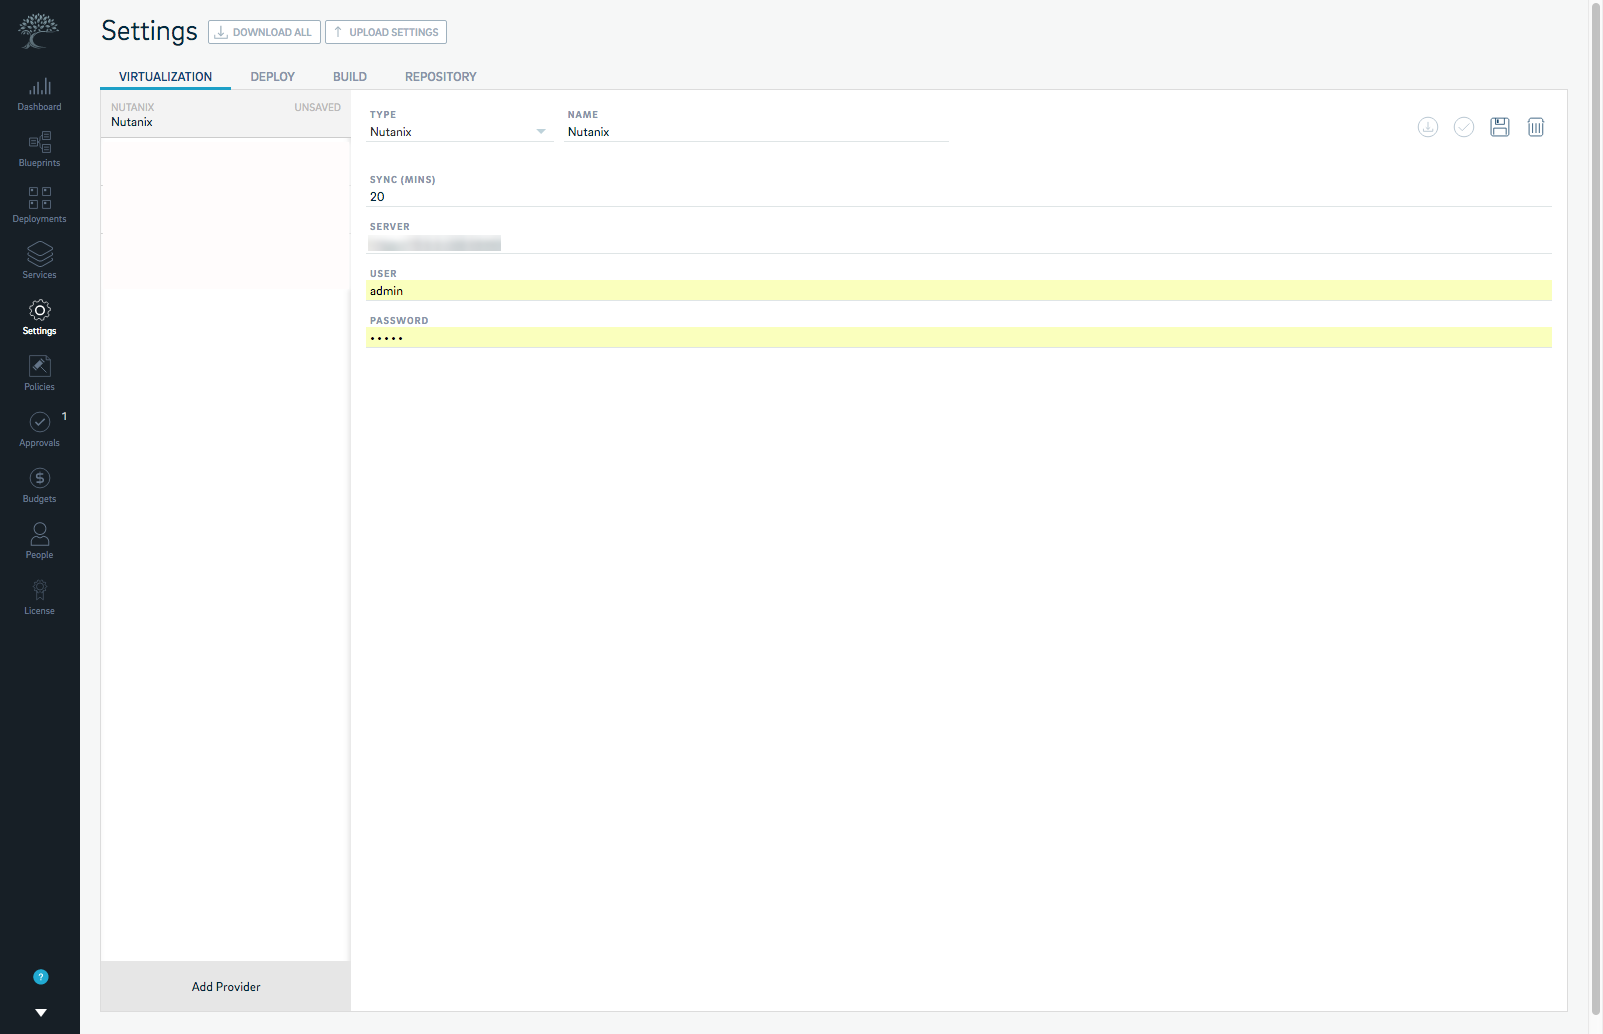 Settings
DOWNLOAD ALL
UPLOAD SETTINGS
VIRTUALIZATION
DEPLOY
BUILD
REPOSITORY
Dashboard
Blueprints
Deployments
Services
Settings
Policies
1
Approvals
$
Budgets
People
License
?
NUTANIX UNSAVED
Nutanix
Add Provider
TYPE
Nutanix
NAME
Nutanix
SYNC (MINS)
20
SERVER
USER
admin
PASSWORD
•••••